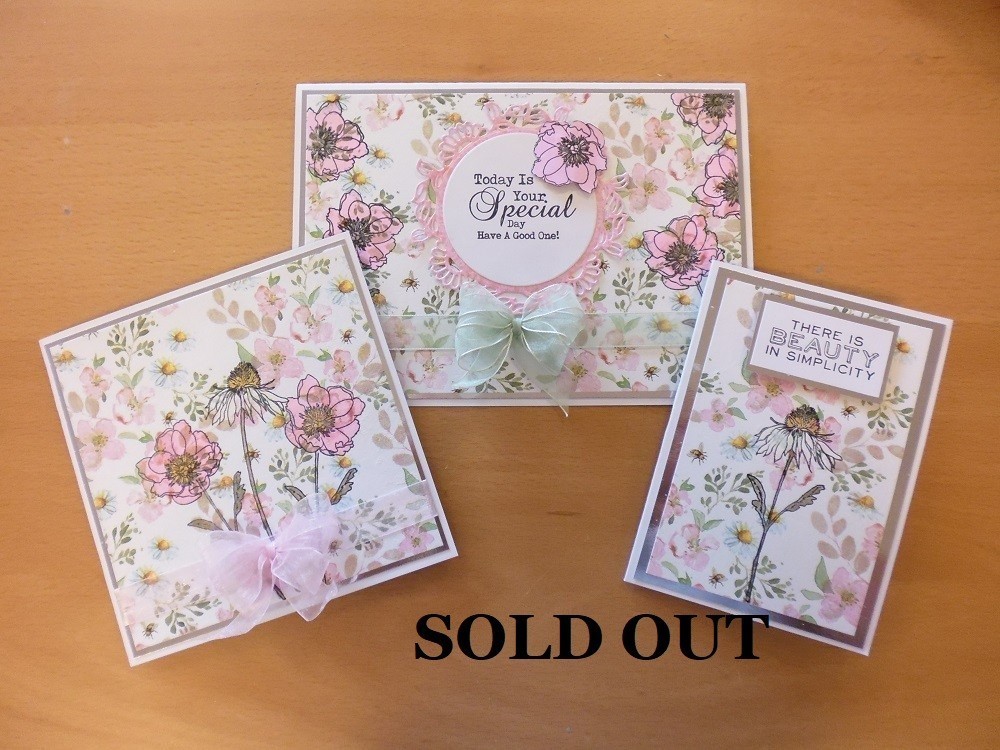 Today Is
Your
Special
Day
Have A Good One!
THERE IS
BEAUTY
IN SIMPLICITY
SOLD OUT